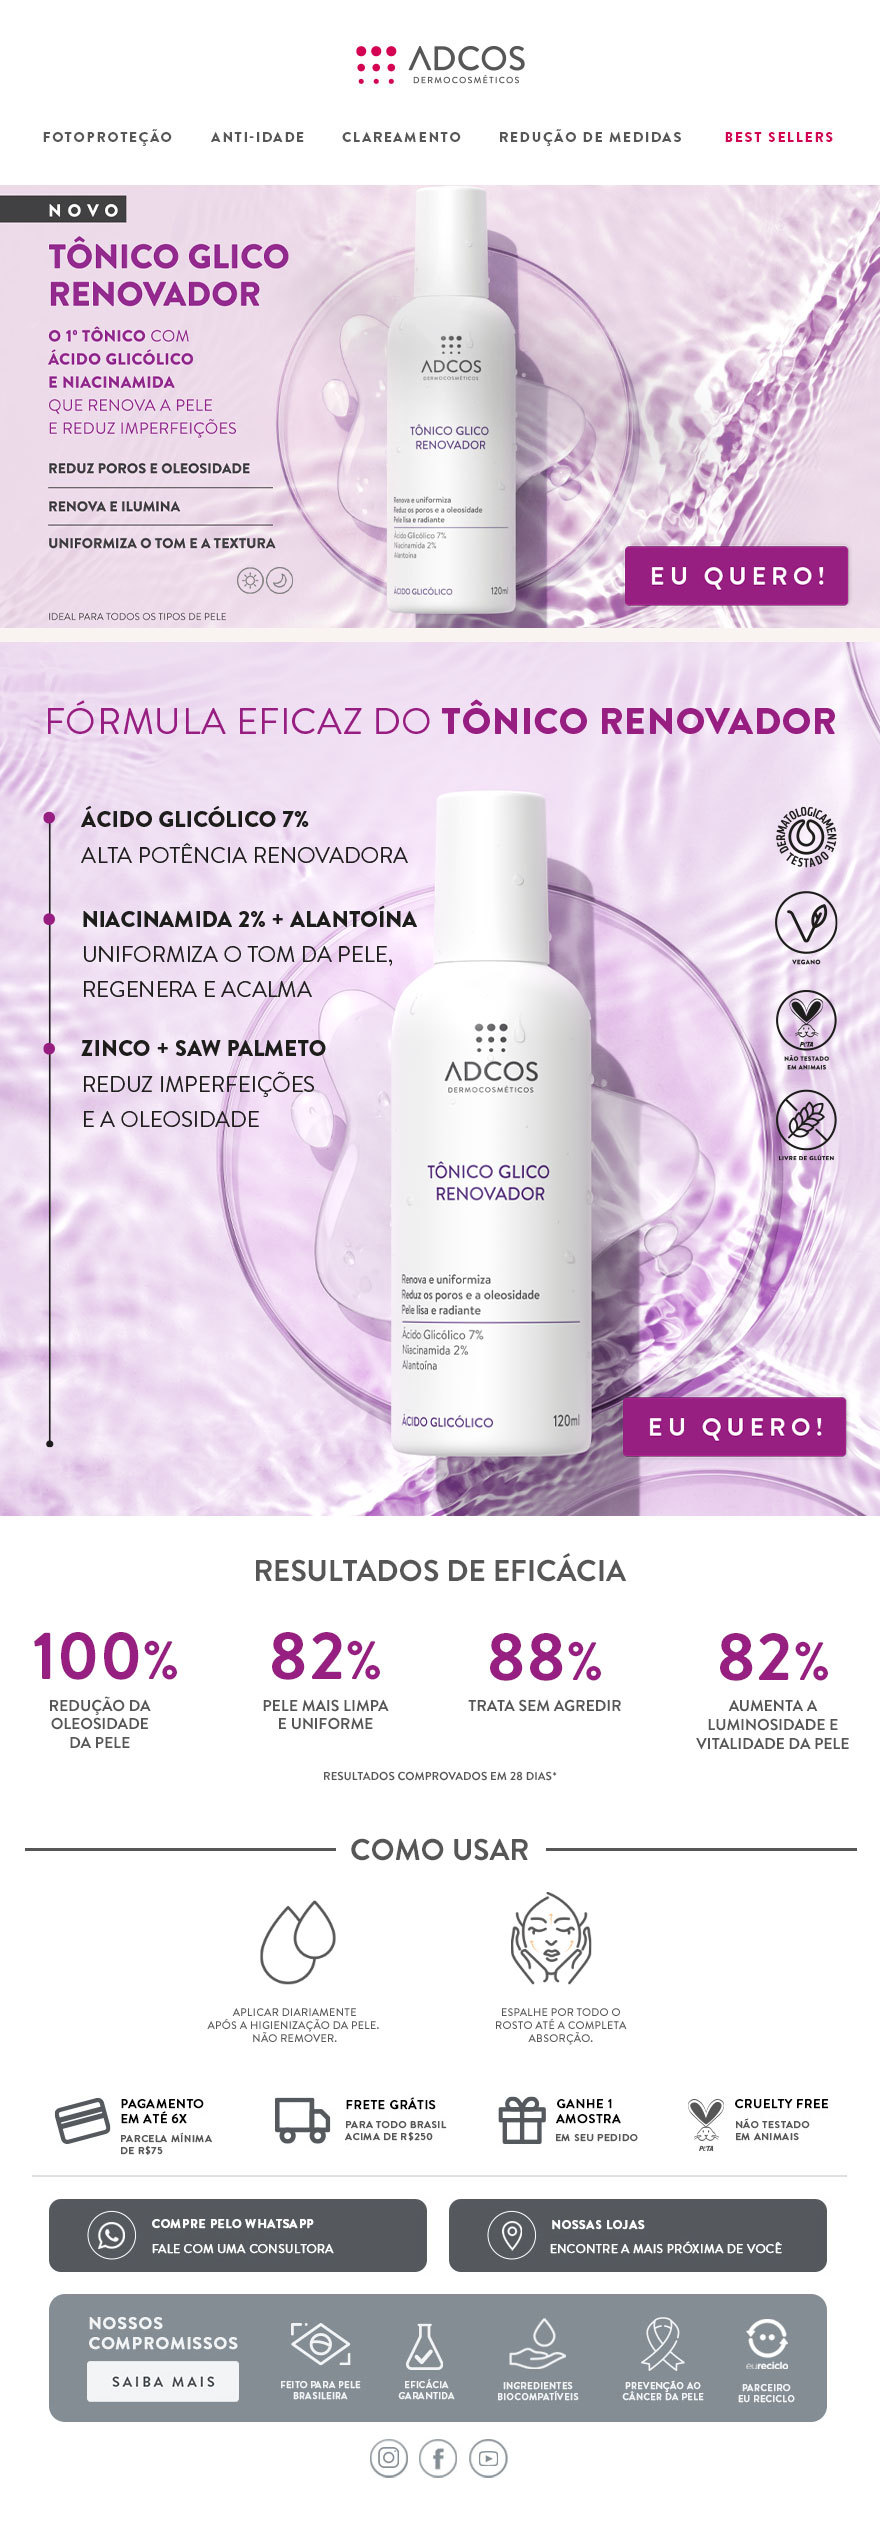 ADCOS
DERMOCOSMÉTICOS
FOTOPROTEÇÃO ANTI-IDADE CLAREAMENTO REDUÇÃO DE MEDIDAS BEST SELLERS
NOVO
TÔNICO GLICO
RENOVADOR
O 1º TÔNICO COM
ÁCIDO GLICÓLICO
E NIACINAMIDA
QUE RENOVA A PELE
E REDUZ IMPERFEIÇÕES
REDUZ POROS E OLEOSIDADE
RENOVA E ILUMINA
UNIFORMIZA O TOM E A TEXTURA
IDEAL PARA TODOS OS TIPOS DE PELE
ADCOS
DERMOCOSMÉTICOS
TÔNICO GLICO
RENOVADOR
Renova e uniformiza
Reduz os poros e a oleosidade
Pele lisa e radiante
Ácido Glicólico 7%
Niacinamida 2%
Alantoína
ÁCIDO GLICÓLICO 120ml
EU QUERO!
FÓRMULA EFICAZ DO TÔNICO RENOVADOR
ÁCIDO GLICÓLICO 7%
ALTA POTÊNCIA RENOVADORA
NIACINAMIDA 2% + ALANTOÍNA
UNIFORMIZA O TOM DA PELE,
REGENERA E ACALMA
ZINCO + SAW PALMETO
REDUZ IMPERFEIÇÕES
E A OLEOSIDADE
DERMATOLOGICAMENTE
TESTADO
VEGANO
PETA
NÃO TESTADO
EM ANIMAIS
LIVRE DE GLÚTEN
ADCOS
DERMOCOSMÉTICOS
TÔNICO GLICO
RENOVADOR
Renova e uniformiza
Reduz os poros e a oleosidade
Pele lisa e radiante
Ácido Glicólico 7%
Niacinamida 2%
Alantoína
ÁCIDO GLICÓLICO 120ml
EU QUERO!
RESULTADOS DE EFICÁCIA
100% 82% 88% 82%
REDUÇÃO DA
OLEOSIDADE
DA PELE
PELE MAIS LIMPA
E UNIFORME
TRATA SEM AGREDIR
AUMENTA A
LUMINOSIDADE E
VITALIDADE DA PELE
RESULTADOS COMPROVADOS EM 28 DIAS*
COMO USAR
APLICAR DIARIAMENTE
APÓS A HIGIENIZAÇÃO DA PELE.
NÃO REMOVER.
ESPALHE POR TODO O
ROSTO ATÉ A COMPLETA
ABSORÇÃO.
PAGAMENTO
EM ATÉ 6X
PARCELA MÍNIMA
DE R$75
FRETE GRÁTIS
PARA TODO BRASIL
ACIMA DE R$250
GANHE 1
AMOSTRA
EM SEU PEDIDO
PETA
CRUELTY FREE
NÃO TESTADO
EM ANIMAIS
COMPRE PELO WHATSAPP
FALE COM UMA CONSULTORA
NOSSAS LOJAS
ENCONTRE A MAIS PRÓXIMA DE VOCÊ
NOSSOS
COMPROMISSOS
SAIBA MAIS
FEITO PARA PELE
BRASILEIRA
EFICÁCIA
GARANTIDA
INGREDIENTES
BIOCOMPATÍVEIS
PREVENÇÃO AO
CÂNCER DA PELE
eureciclo
PARCEIRO
EU RECICLO